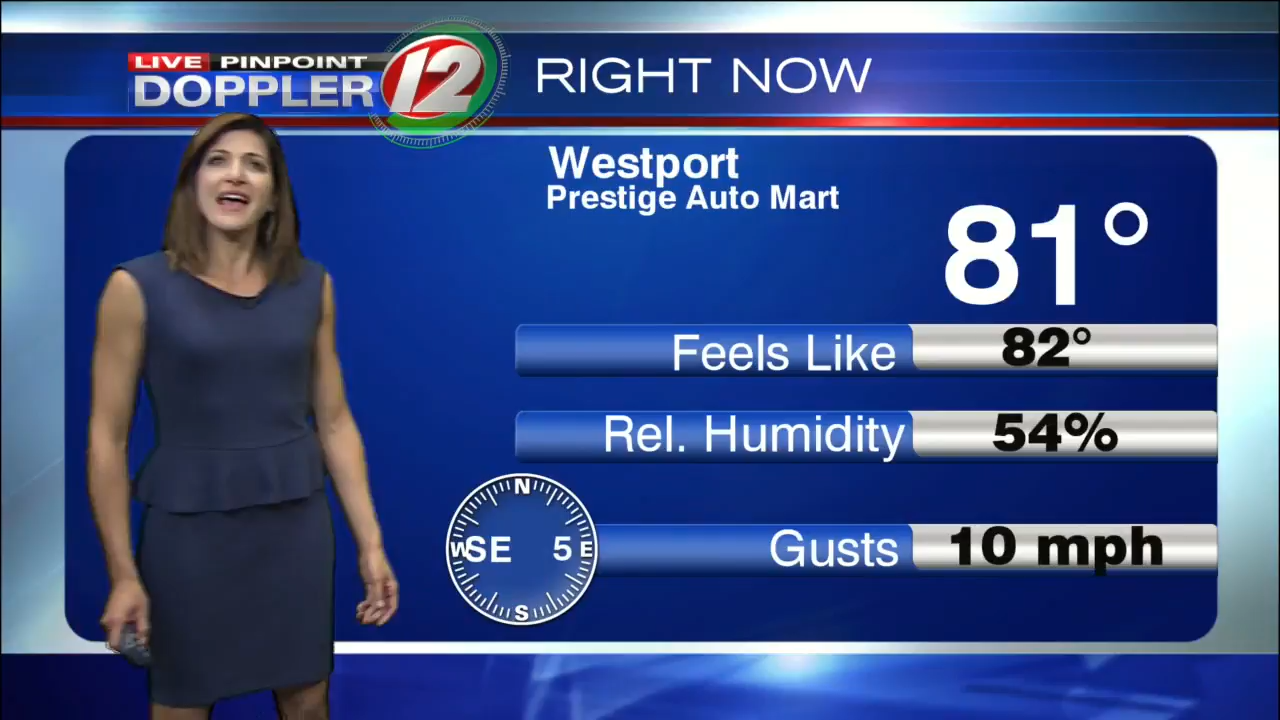 LIVE PINPOINT
DOPPLER 12
RIGHT NOW
Westport
Prestige Auto Mart
81°
Feels Like 82°
Rel. Humidity 54%
N
W SE 5 E
S
Gusts 10 mph